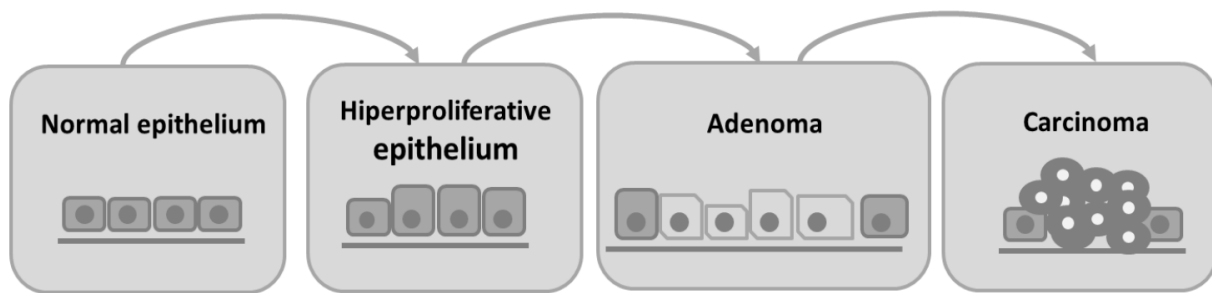 Normal epithelium
Hiperproliferative
epithelium
Adenoma
Carcinoma